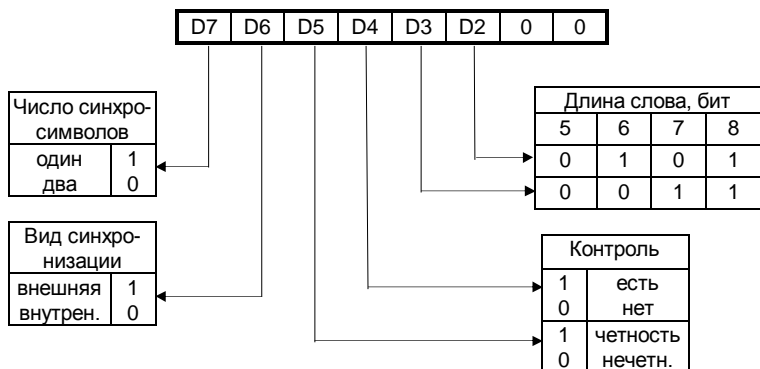 D7 D6 D5 D4 D3 D2 0 0
Число синхро-
символов
один 1
два 0
Длина слова, бит
5 6 7 8
0 1 0 1
0 0 1 1
Вид синхро-
низации
внешняя 1
внутрен. 0
Контроль
1 есть
0 нет
1 четность
0 нечетн.